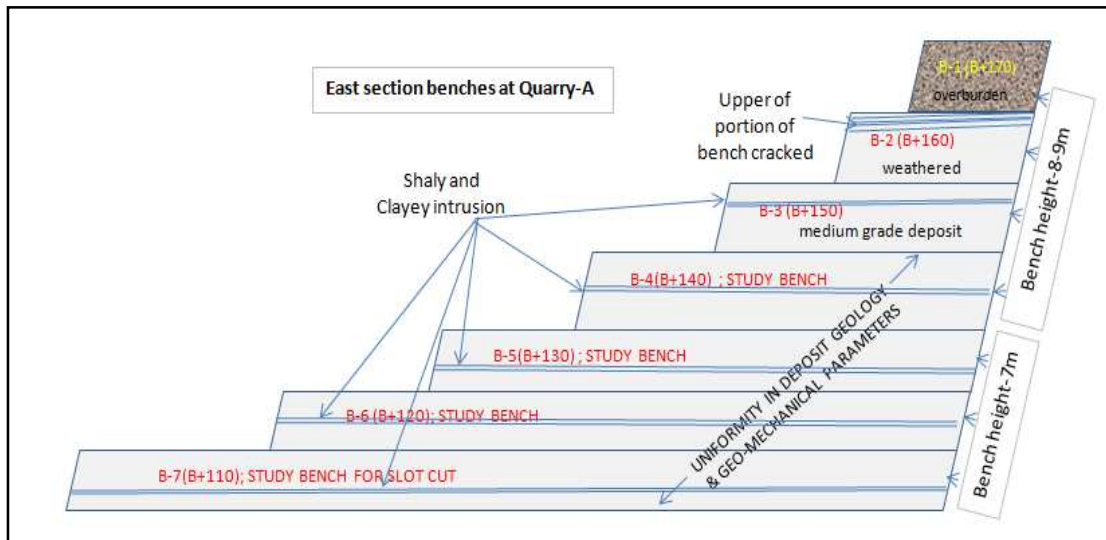 East section benches at Quarry-A
B-1 (B+170)
overburden
Upper of
portion of
bench cracked
B-2 (B+160)
weathered
Shaly and
Clayey intrusion
B-3 (B+150)
medium grade deposit
B-4(B+140) ; STUDY BENCH
B-5(B+130) ; STUDY BENCH
B-6 (B+120); STUDY BENCH
B-7(B+110); STUDY BENCH FOR SLOT CUT
UNIFORMITY IN DEPOSIT GEOLOGY
& GEO-MECHANICAL PARAMETERS
Bench height-8-9m
Bench height-7m